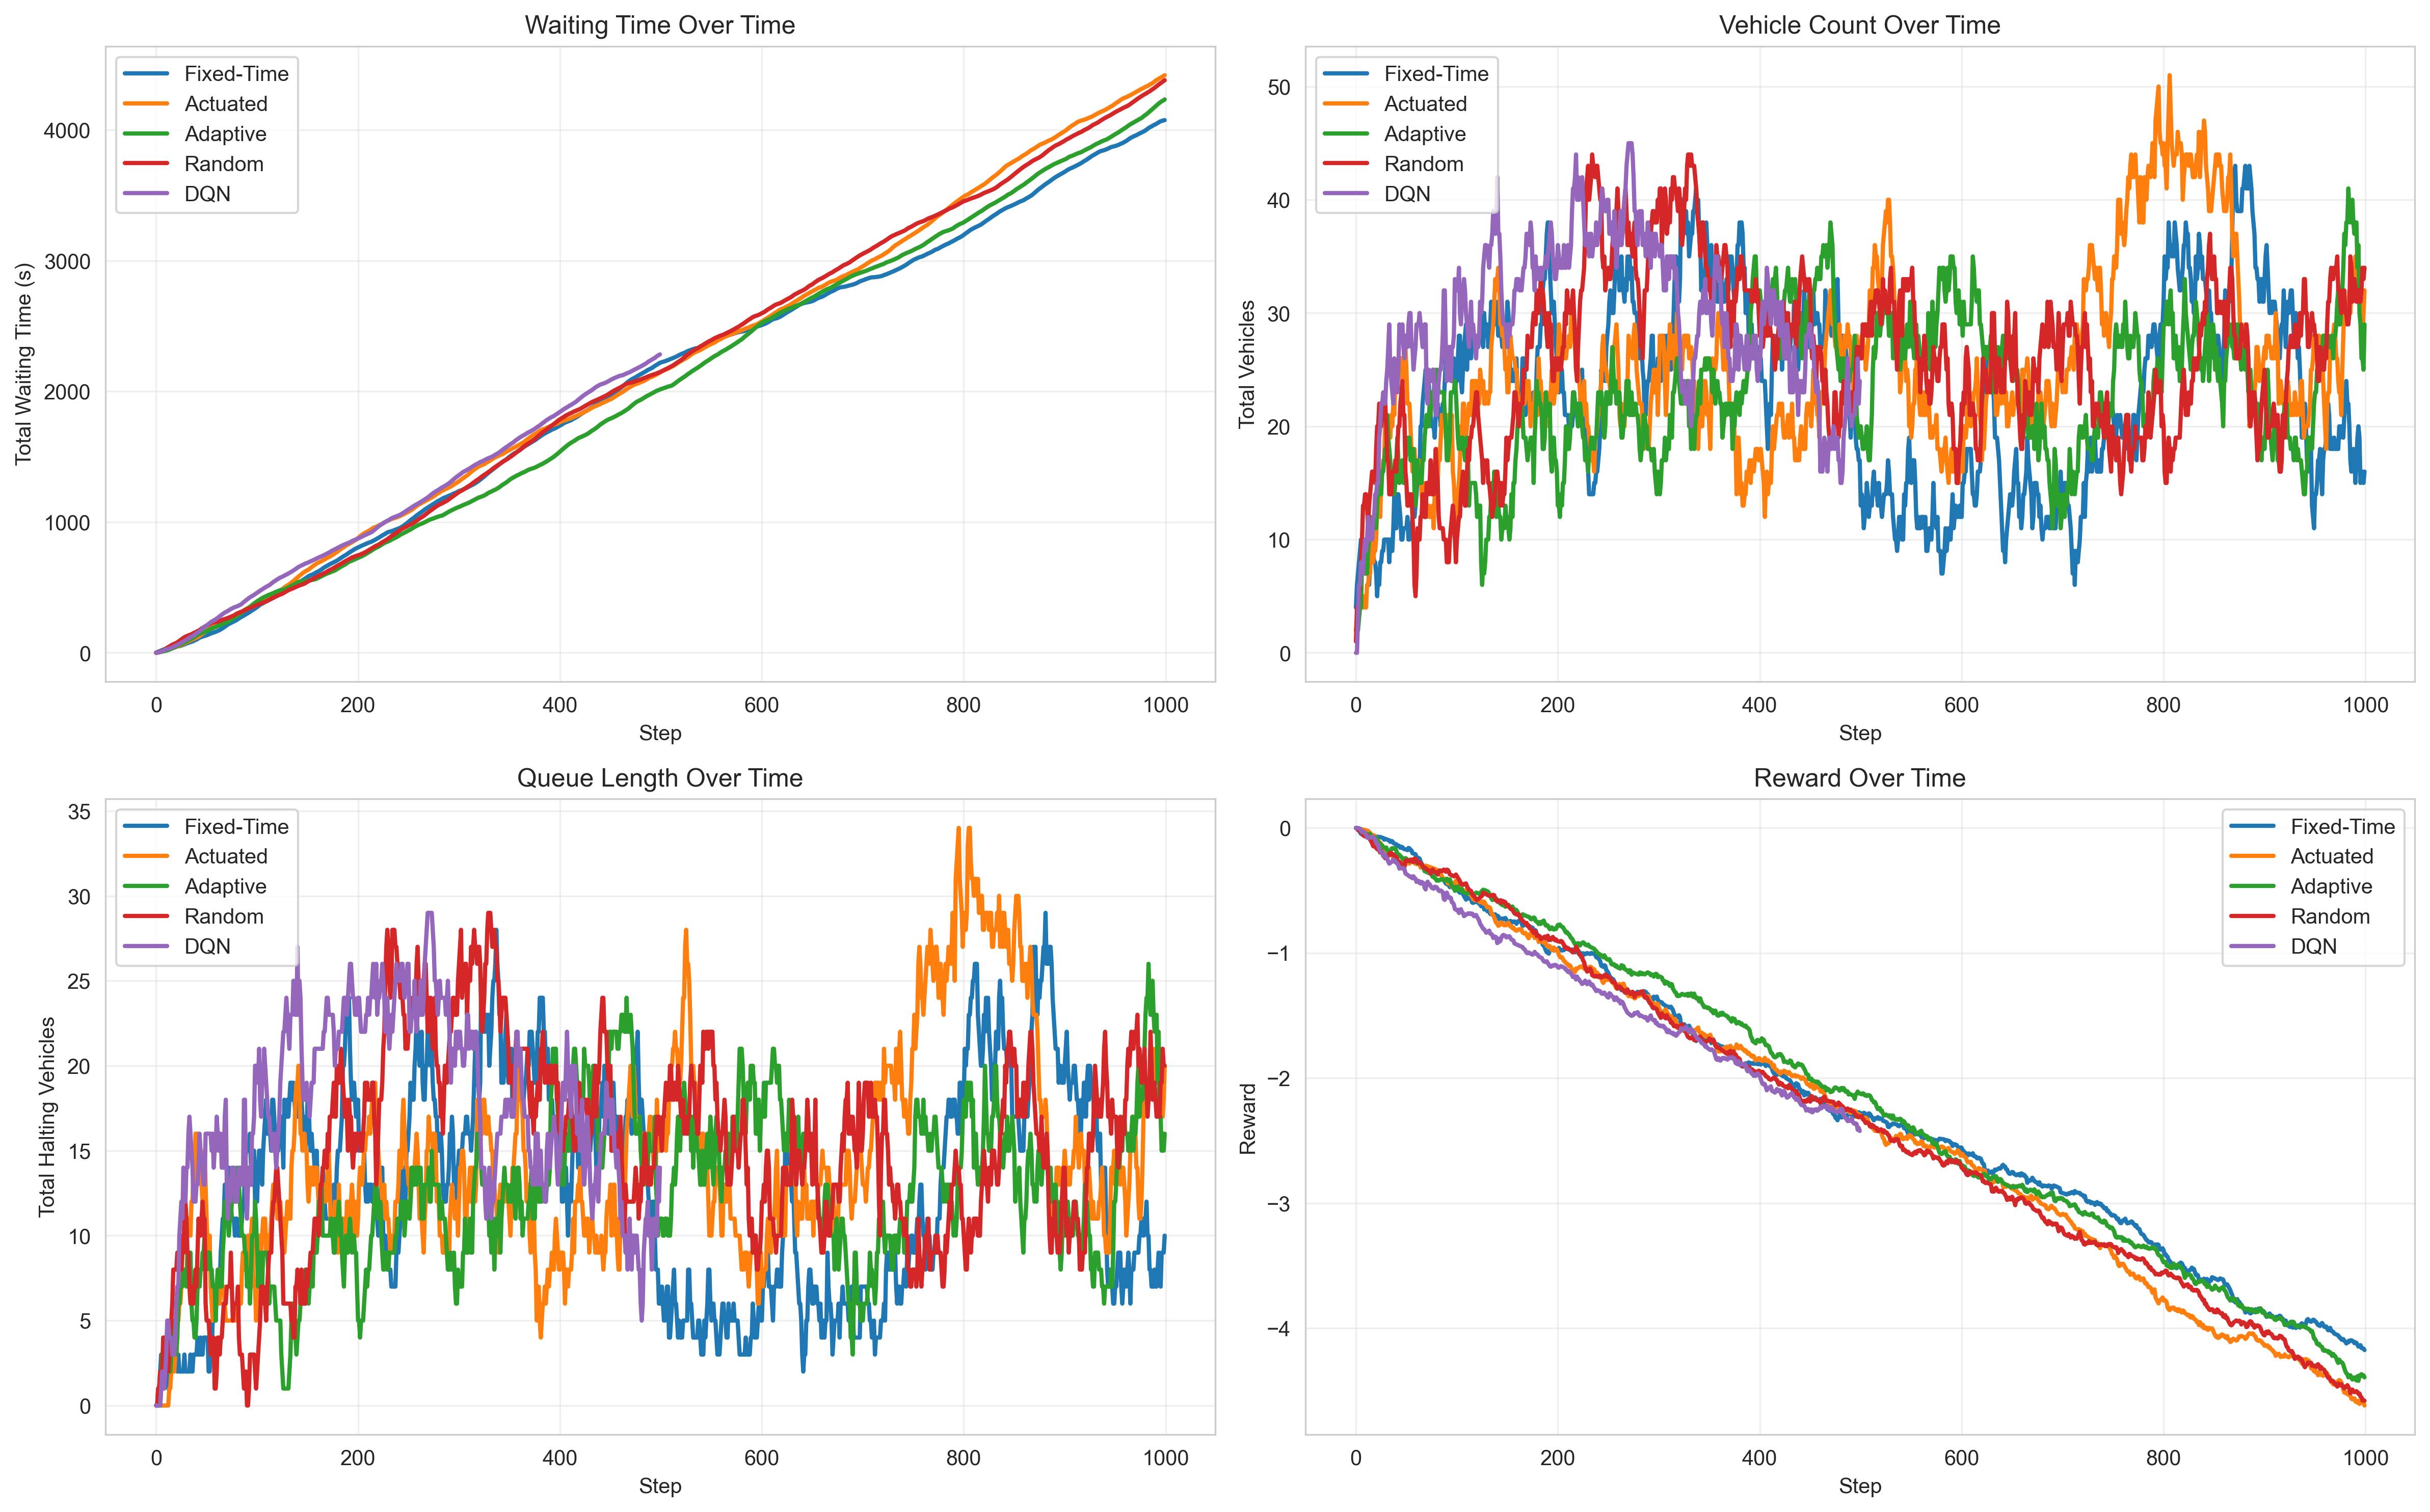 Waiting Time Over Time
Total Waiting Time (s)
4000
3000
2000
1000
0
Fixed-Time
Actuated
Adaptive
Random
DQN
0 200 400 600 800 1000
Step
Vehicle Count Over Time
Total Vehicles
50
40
30
20
10
0
Fixed-Time
Actuated
Adaptive
Random
DQN
0 200 400 600 800 1000
Step
Queue Length Over Time
Total Halting Vehicles
35
30
25
20
15
10
5
0
Fixed-Time
Actuated
Adaptive
Random
DQN
0 200 400 600 800 1000
Step
Reward Over Time
Reward
0
−1
−2
−3
−4
Fixed-Time
Actuated
Adaptive
Random
DQN
0 200 400 600 800 1000
Step